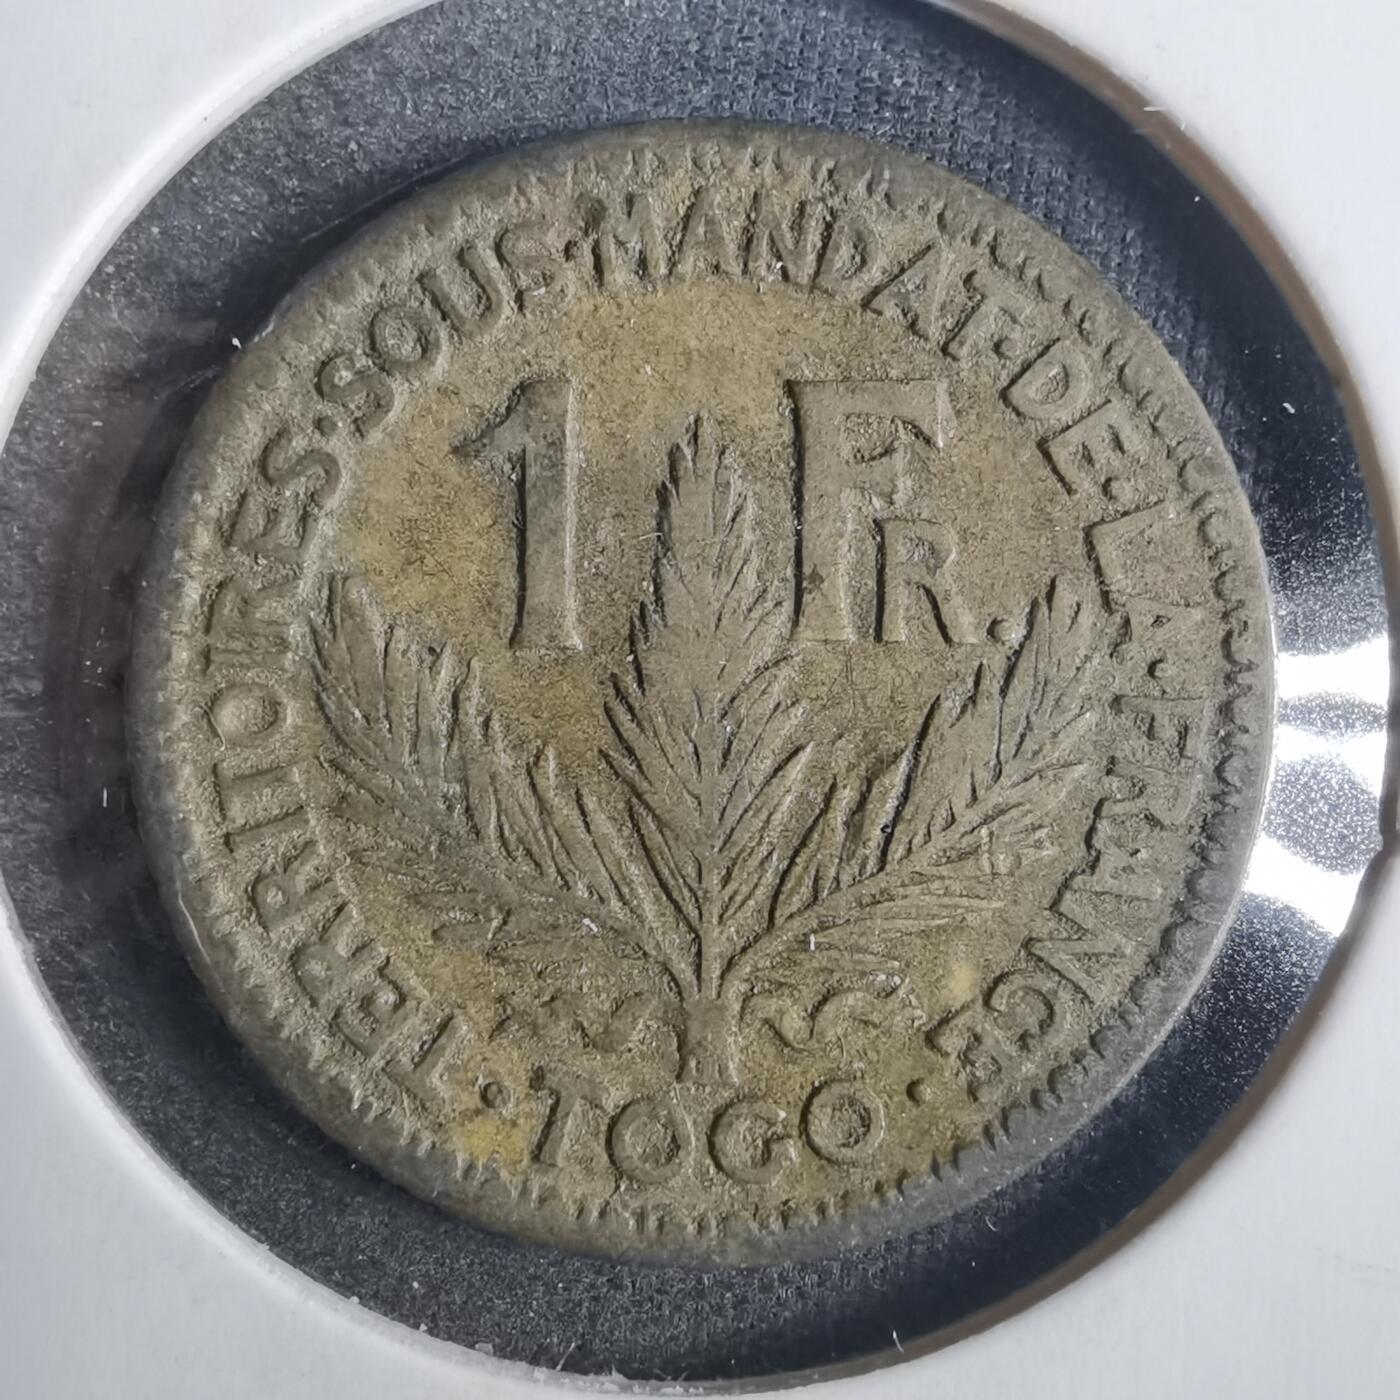 TERRITOIRES·SOUS·MANDAT·DE·LA·FRANCE
1 FR.
·TOGO·